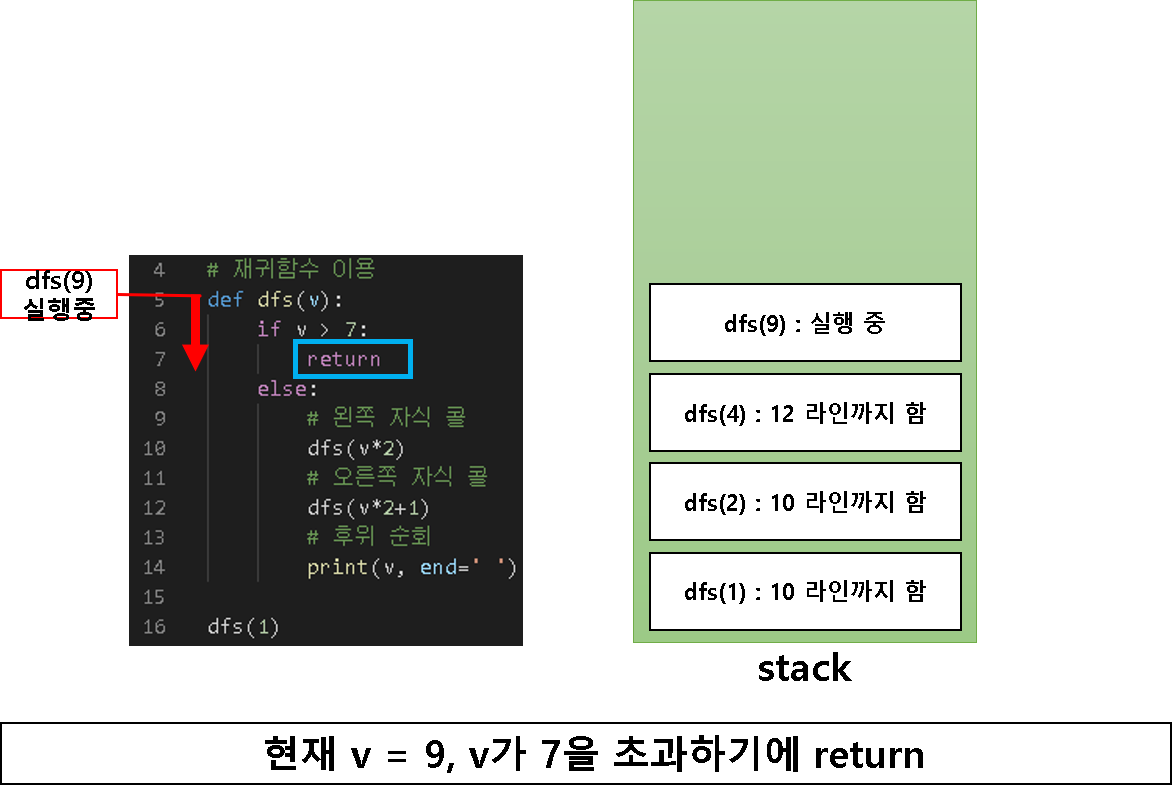 dfs(9)
실행중
4 # 재귀함수 이용
5 def dfs(v):
6 if v > 7:
7 return
8 else:
9 # 왼쪽 자식 콜
10 dfs(v*2)
11 # 오른쪽 자식 콜
12 dfs(v*2+1)
13 # 후위 순회
14 print(v, end=' ')
15
16 dfs(1)
dfs(9) : 실행 중
dfs(4) : 12 라인까지 함
dfs(2) : 10 라인까지 함
dfs(1) : 10 라인까지 함
stack
현재 v = 9, v가 7을 초과하기에 return